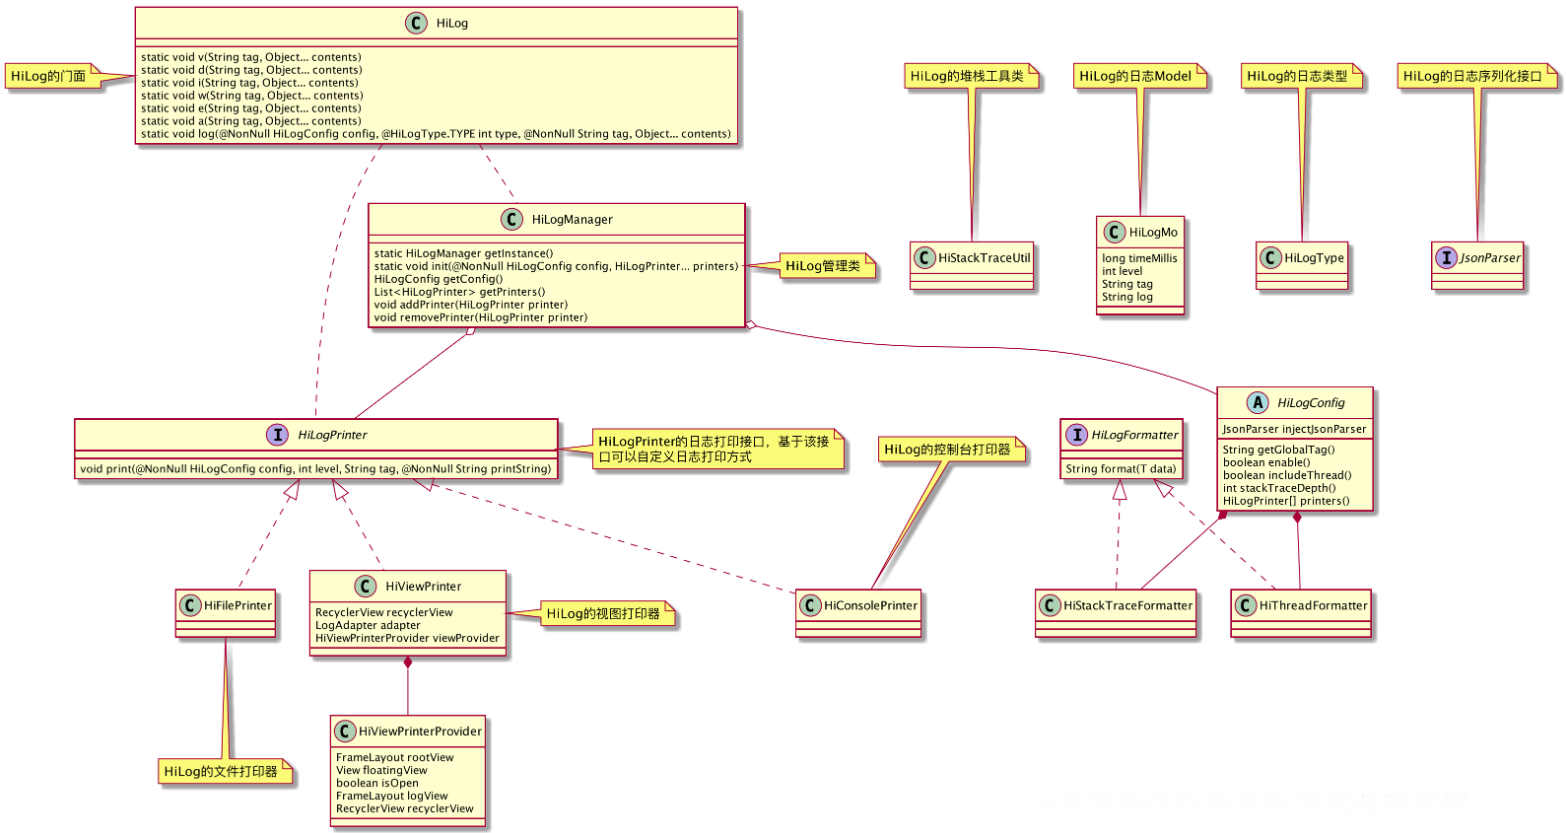 C HiLog
static void v(String tag, Object... contents)
static void d(String tag, Object... contents)
static void i(String tag, Object... contents)
static void w(String tag, Object... contents)
static void e(String tag, Object... contents)
static void a(String tag, Object... contents)
static void log(@NonNull HiLogConfig config, @HiLogType.TYPE int type, @NonNull String tag, Object... contents)
HiLog的门面
HiLog的堆栈工具类
HiLog的日志Model
HiLog的日志类型
HiLog的日志序列化接口
C HiLogManager
static HiLogManager getInstance()
static void init(@NonNull HiLogConfig config, HiLogPrinter... printers)
HiLogConfig getConfig()
List<HiLogPrinter> getPrinters()
void addPrinter(HiLogPrinter printer)
void removePrinter(HiLogPrinter printer)
HiLog管理类
C HiStackTraceUtil
C HiLogMo
long timeMillis
int level
String tag
String log
C HiLogType
I JsonParser
I HiLogPrinter
void print(@NonNull HiLogConfig config, int level, String tag, @NonNull String printString)
HiLogPrinter的日志打印接口，基于该接
口可以自定义日志打印方式
HiLog的控制台打印器
I HiLogFormatter
String format(T data)
A HiLogConfig
JsonParser injectJsonParser
String getGlobalTag()
boolean enable()
boolean includeThread()
int stackTraceDepth()
HiLogPrinter[] printers()
C HiFilePrinter
C HiViewPrinter
RecyclerView recyclerView
LogAdapter adapter
HiViewPrinterProvider viewProvider
HiLog的视图打印器
C HiConsolePrinter
C HiStackTraceFormatter
C HiThreadFormatter
HiLog的文件打印器
C HiViewPrinterProvider
FrameLayout rootView
View floatingView
boolean isOpen
FrameLayout logView
RecyclerView recyclerView